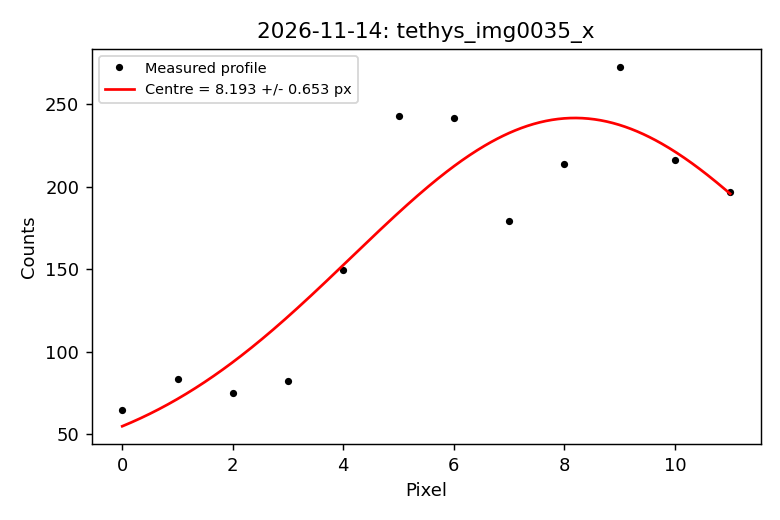 2026-11-14: tethys_img0035_x
Measured profile
Centre = 8.193 +/- 0.653 px
Counts
250
200
150
100
50
0 2 4 6 8 10
Pixel